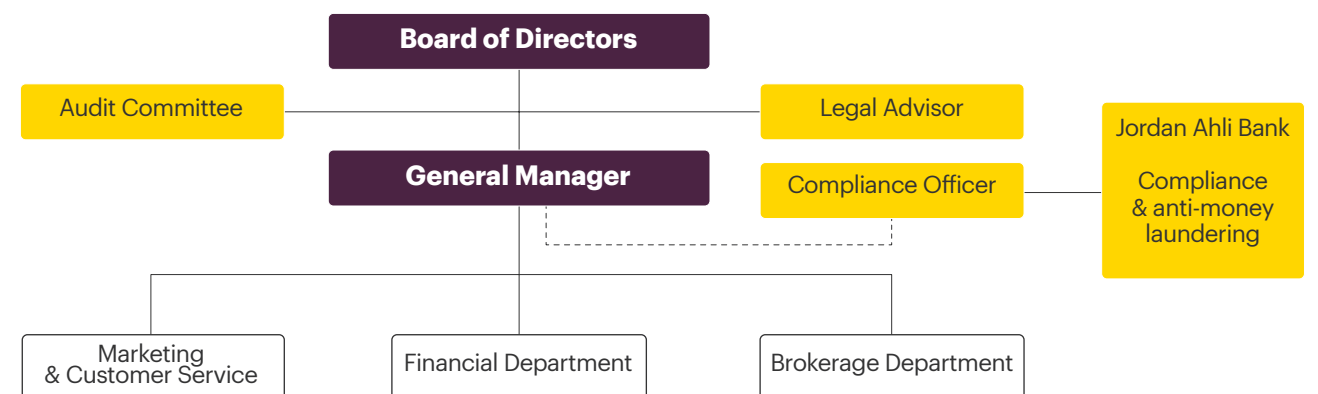 Board of Directors
Audit Committee
Legal Advisor
Jordan Ahli Bank
Compliance
& anti-money
laundering
General Manager
Compliance Officer
Marketing
& Customer Service
Financial Department
Brokerage Department